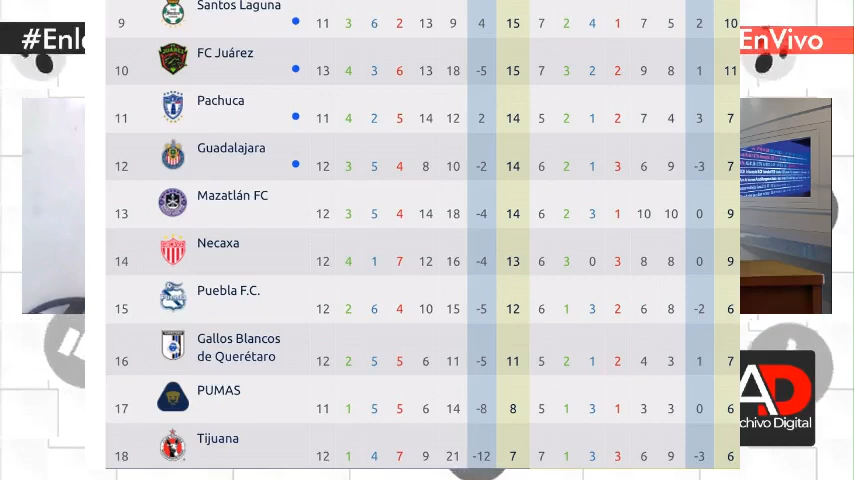 #Enl
EnVivo
9 Santos Laguna 11 3 6 2 13 9 4 15 7 2 4 1 7 5 2 10
10 FC Juárez 13 4 3 6 13 18 -5 15 7 3 2 2 9 8 1 11
11 Pachuca 11 4 2 5 14 12 2 14 5 2 1 2 7 4 3 7
12 Guadalajara 12 3 5 4 8 10 -2 14 6 2 1 3 6 9 -3 7
13 Mazatlán FC 12 3 5 4 14 18 -4 14 6 2 3 1 10 10 0 9
14 Necaxa 12 4 1 7 12 16 -4 13 6 3 0 3 8 8 0 9
15 Puebla F.C. 12 2 6 4 10 15 -5 12 6 1 3 2 6 8 -2 6
16 Gallos Blancos
de Querétaro 12 2 5 5 6 11 -5 11 5 2 1 2 4 3 1 7
17 PUMAS 11 1 5 5 6 14 -8 8 5 1 3 1 3 3 0 6
18 Tijuana 12 1 4 7 9 21 -12 7 7 1 3 3 6 9 -3 6
AD
chivo Digital